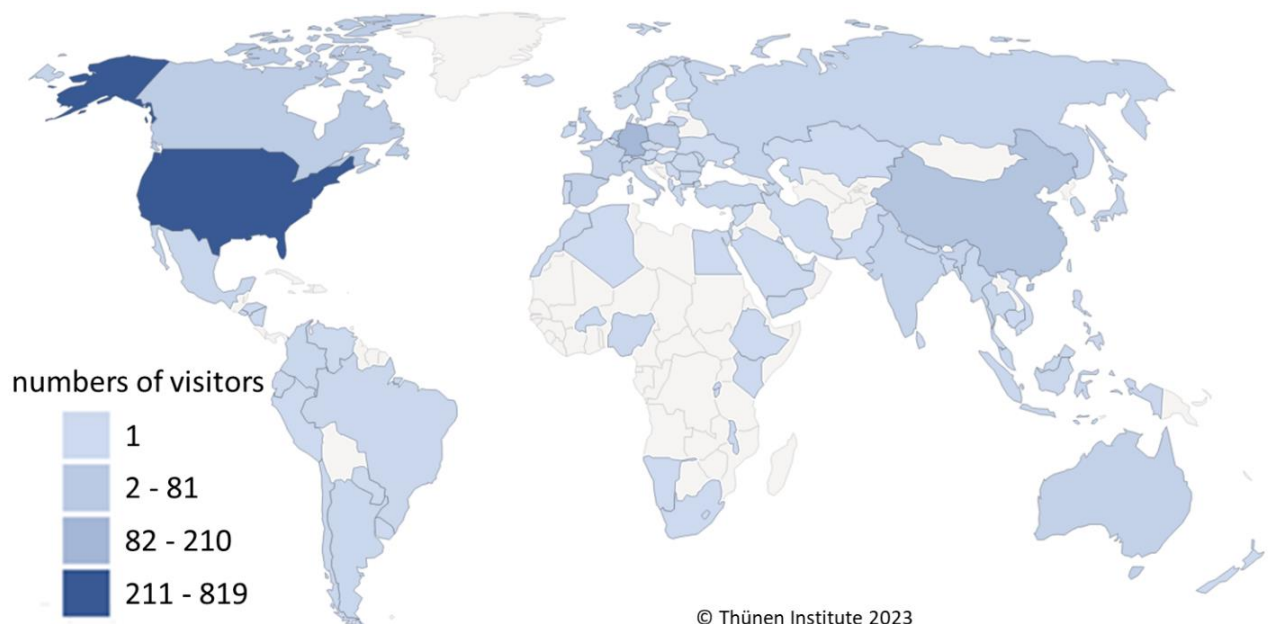 numbers of visitors
1
2 - 81
82 - 210
211 - 819
© Thünen Institute 2023